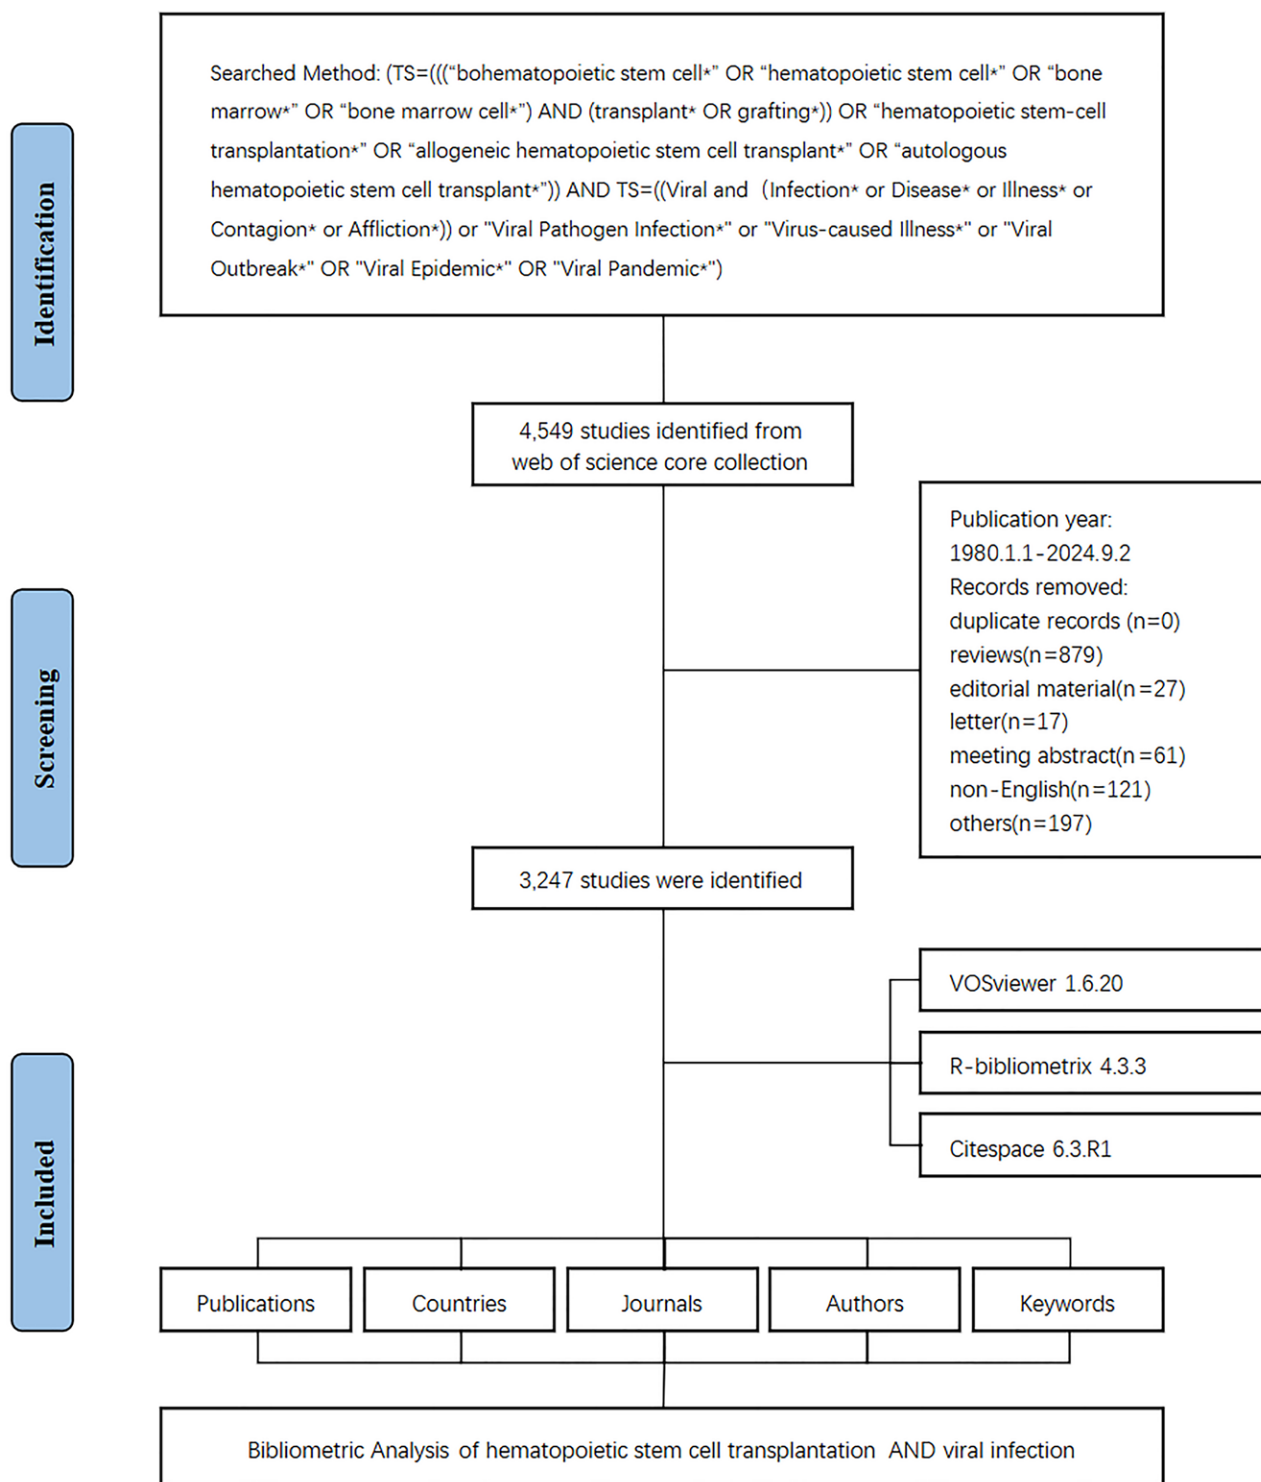 Identification
Searched Method: (TS=(((“bohematopoietic stem cell*” OR “hematopoietic stem cell*” OR “bone
marrow*” OR “bone marrow cell*”) AND (transplant* OR grafting*)) OR “hematopoietic stem-cell
transplantation*” OR “allogeneic hematopoietic stem cell transplant*” OR “autologous
hematopoietic stem cell transplant*”)) AND TS=((Viral and（Infection* or Disease* or Illness* or
Contagion* or Affliction*)) or "Viral Pathogen Infection*" or "Virus-caused Illness*" or "Viral
Outbreak*" OR "Viral Epidemic*" OR "Viral Pandemic*")
4,549 studies identified from
web of science core collection
Screening
Publication year:
1980.1.1-2024.9.2
Records removed:
duplicate records (n=0)
reviews(n=879)
editorial material(n=27)
letter(n=17)
meeting abstract(n=61)
non-English(n=121)
others(n=197)
3,247 studies were identified
Included
VOSviewer 1.6.20
R-bibliometrix 4.3.3
Citespace 6.3.R1
Publications
Countries
Journals
Authors
Keywords
Bibliometric Analysis of hematopoietic stem cell transplantation AND viral infection